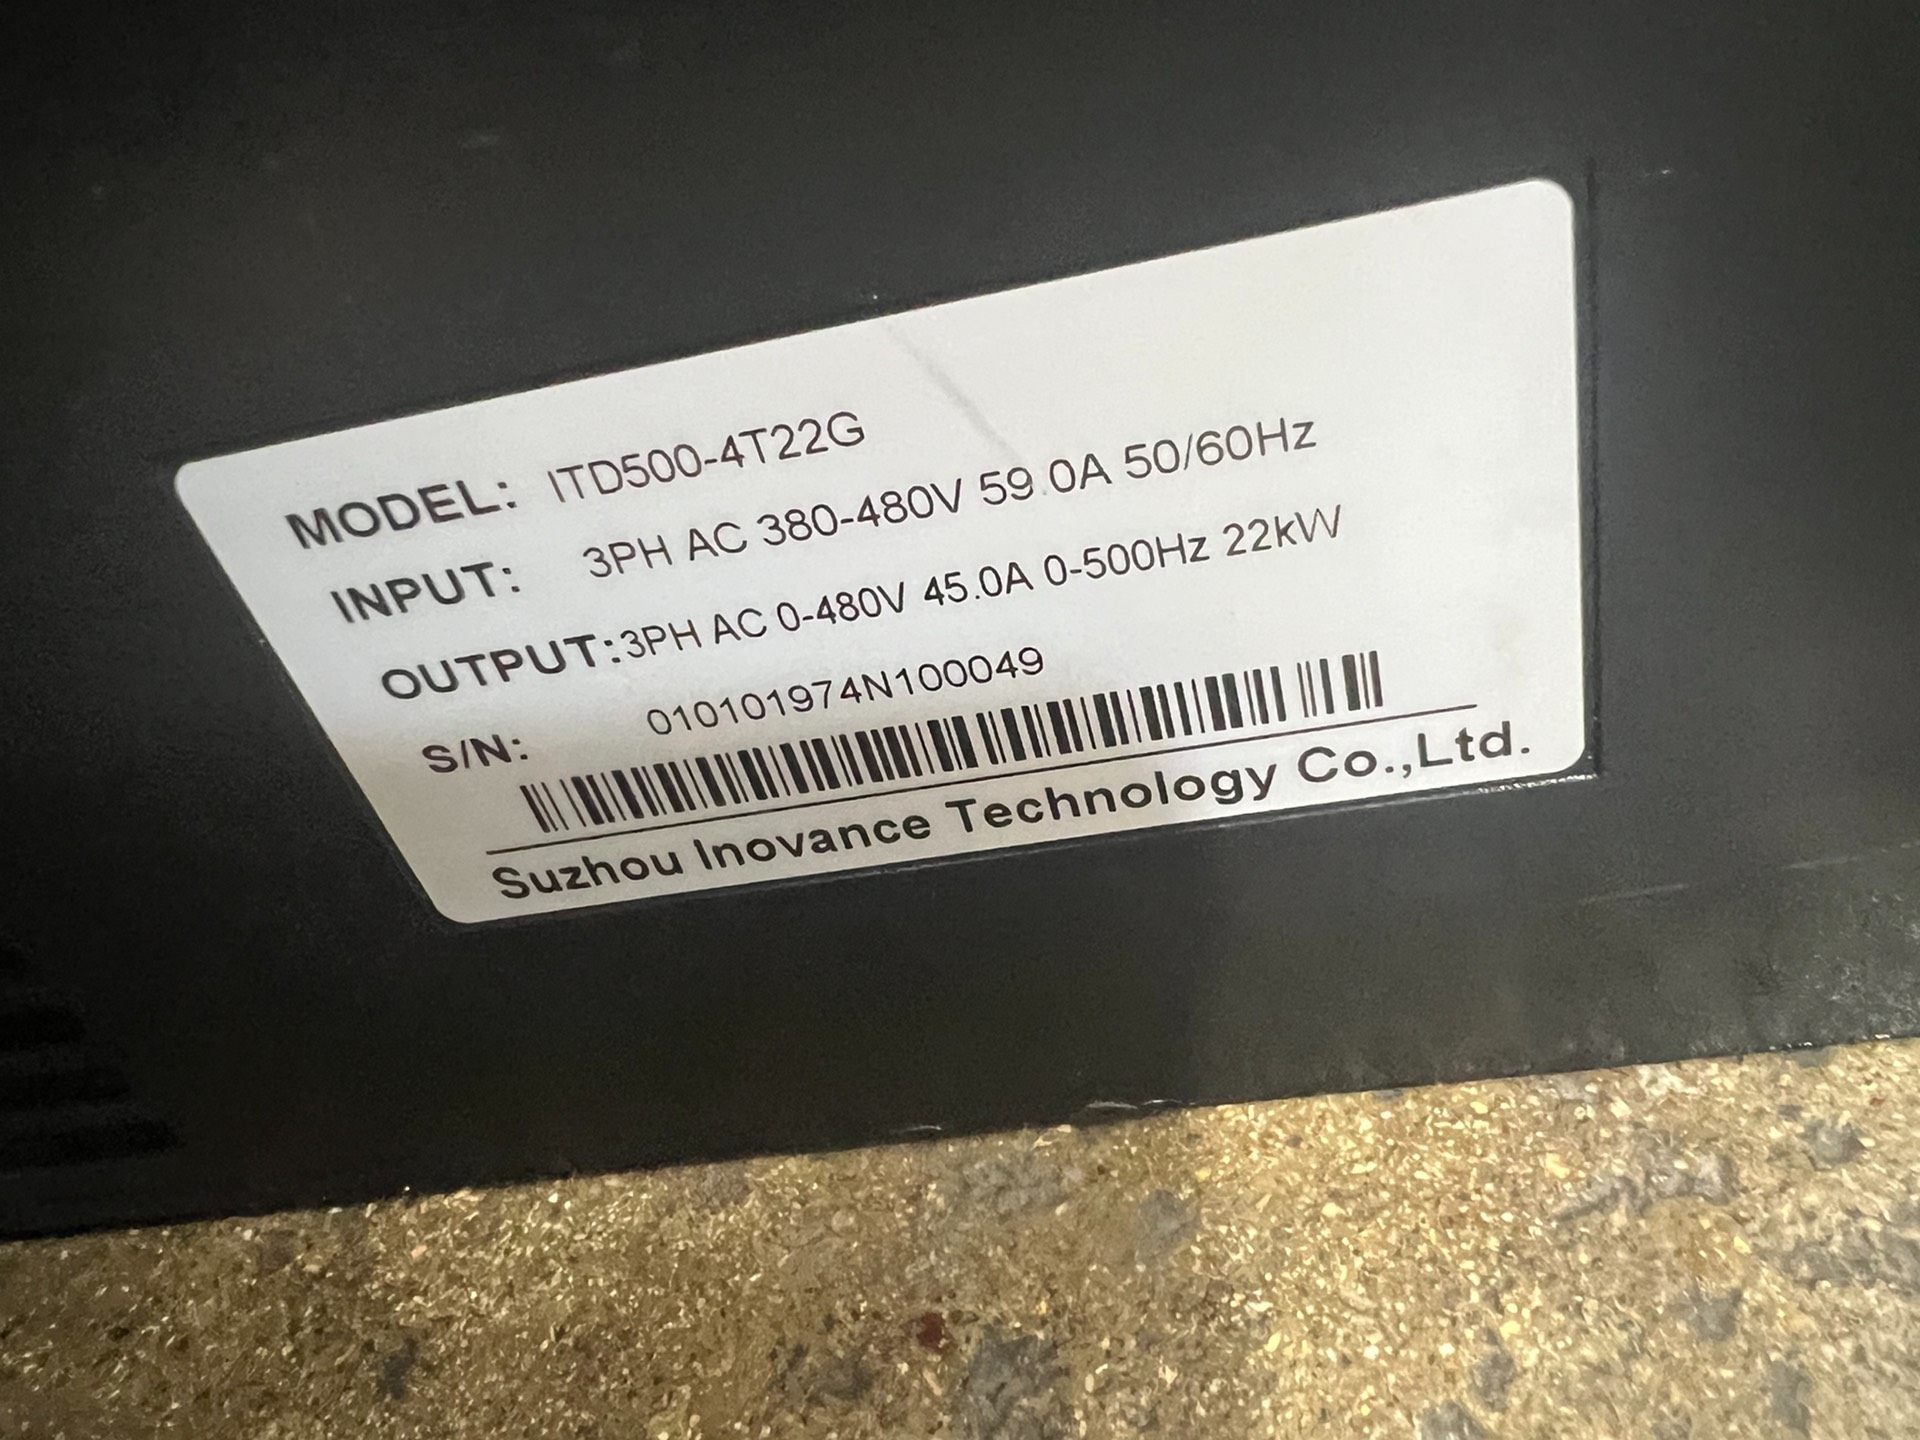 MODEL: ITD500-4T22G
INPUT: 3PH AC 380-480V 59.0A 50/60Hz
OUTPUT:3PH AC 0-480V 45.0A 0-500Hz 22kW
S/N: 010101974N100049
Suzhou Inovance Technology Co.,Ltd.